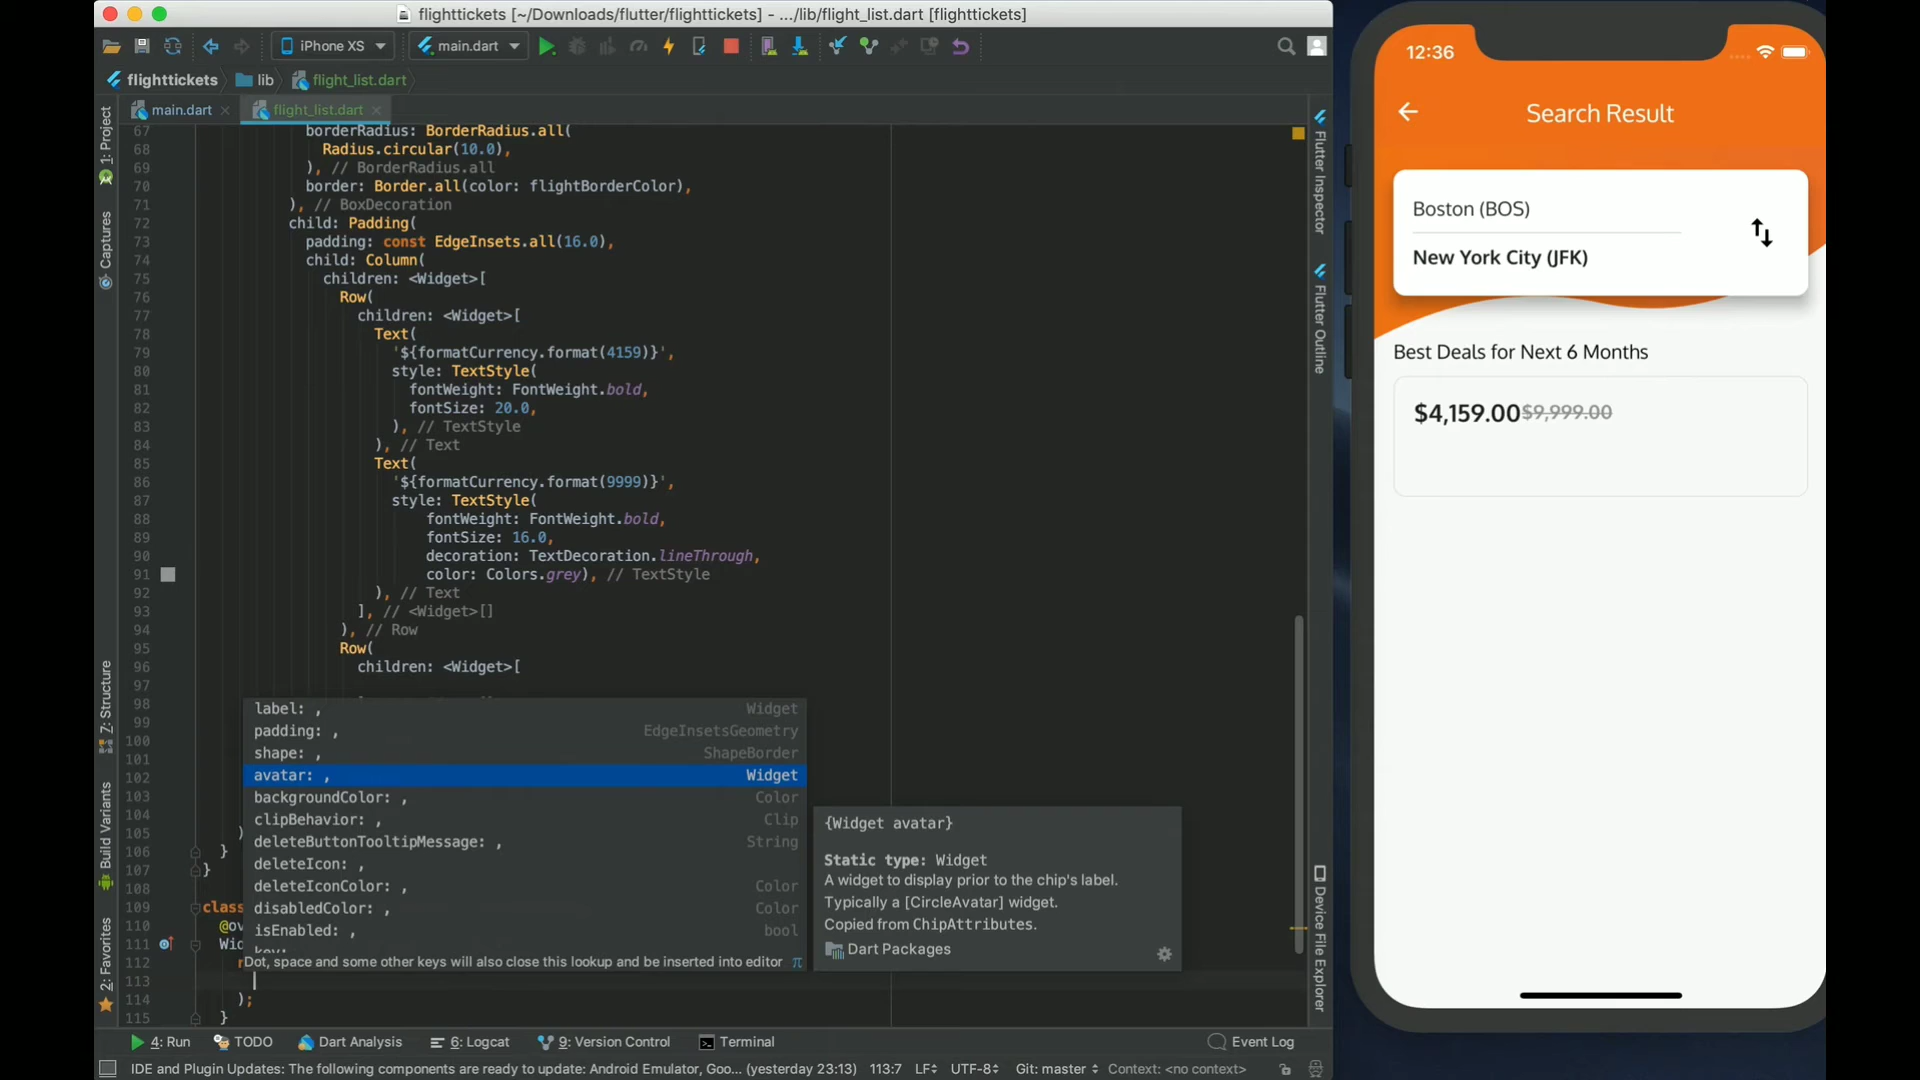 flighttickets [~/Downloads/flutter/flighttickets] - .../lib/flight_list.dart [flighttickets]
iPhone XS
main.dart
flighttickets
lib
flight_list.dart
main.dart
flight_list.dart
1: Project
Captures
7: Structure
Build Variants
2: Favorites
67 borderRadius: BorderRadius.all(
68 Radius.circular(10.0),
69 ), // BorderRadius.all
70 border: Border.all(color: flightBorderColor),
71 ), // BoxDecoration
72 child: Padding(
73 padding: const EdgeInsets.all(16.0),
74 child: Column(
75 children: <Widget>[
76 Row(
77 children: <Widget>[
78 Text(
79 '${formatCurrency.format(4159)}',
80 style: TextStyle(
81 fontWeight: FontWeight.bold,
82 fontSize: 20.0,
83 ), // TextStyle
84 ), // Text
85 Text(
86 '${formatCurrency.format(9999)}',
87 style: TextStyle(
88 fontWeight: FontWeight.bold,
89 fontSize: 16.0,
90 decoration: TextDecoration.lineThrough,
91 color: Colors.grey), // TextStyle
92 ), // Text
93 ], // <Widget>[]
94 ), // Row
95 Row(
96 children: <Widget>[
97
98
99
100
101
102
103
104
105 )
106 }
107 }
108
109 class
110 @ov
111 Wid
112 r
113
114 );
115 }
label: , Widget
padding: , EdgeInsetsGeometry
shape: , ShapeBorder
avatar: , Widget
backgroundColor: , Color
clipBehavior: , Clip
deleteButtonTooltipMessage: , String
deleteIcon: ,
deleteIconColor: , Color
disabledColor: , Color
isEnabled: , bool
Dot, space and some other keys will also close this lookup and be inserted into editor π
{Widget avatar}
Static type: Widget
A widget to display prior to the chip's label.
Typically a [CircleAvatar] widget.
Copied from ChipAttributes.
Dart Packages
Flutter Inspector
Flutter Outline
Device File Explorer
4: Run
TODO
Dart Analysis
6: Logcat
9: Version Control
Terminal
Event Log
IDE and Plugin Updates: The following components are ready to update: Android Emulator, Goo... (yesterday 23:13)
113:7
LF
UTF-8
Git: master
Context: <no context>
12:36
Search Result
Boston (BOS)
New York City (JFK)
Best Deals for Next 6 Months
$4,159.00$9,999.00